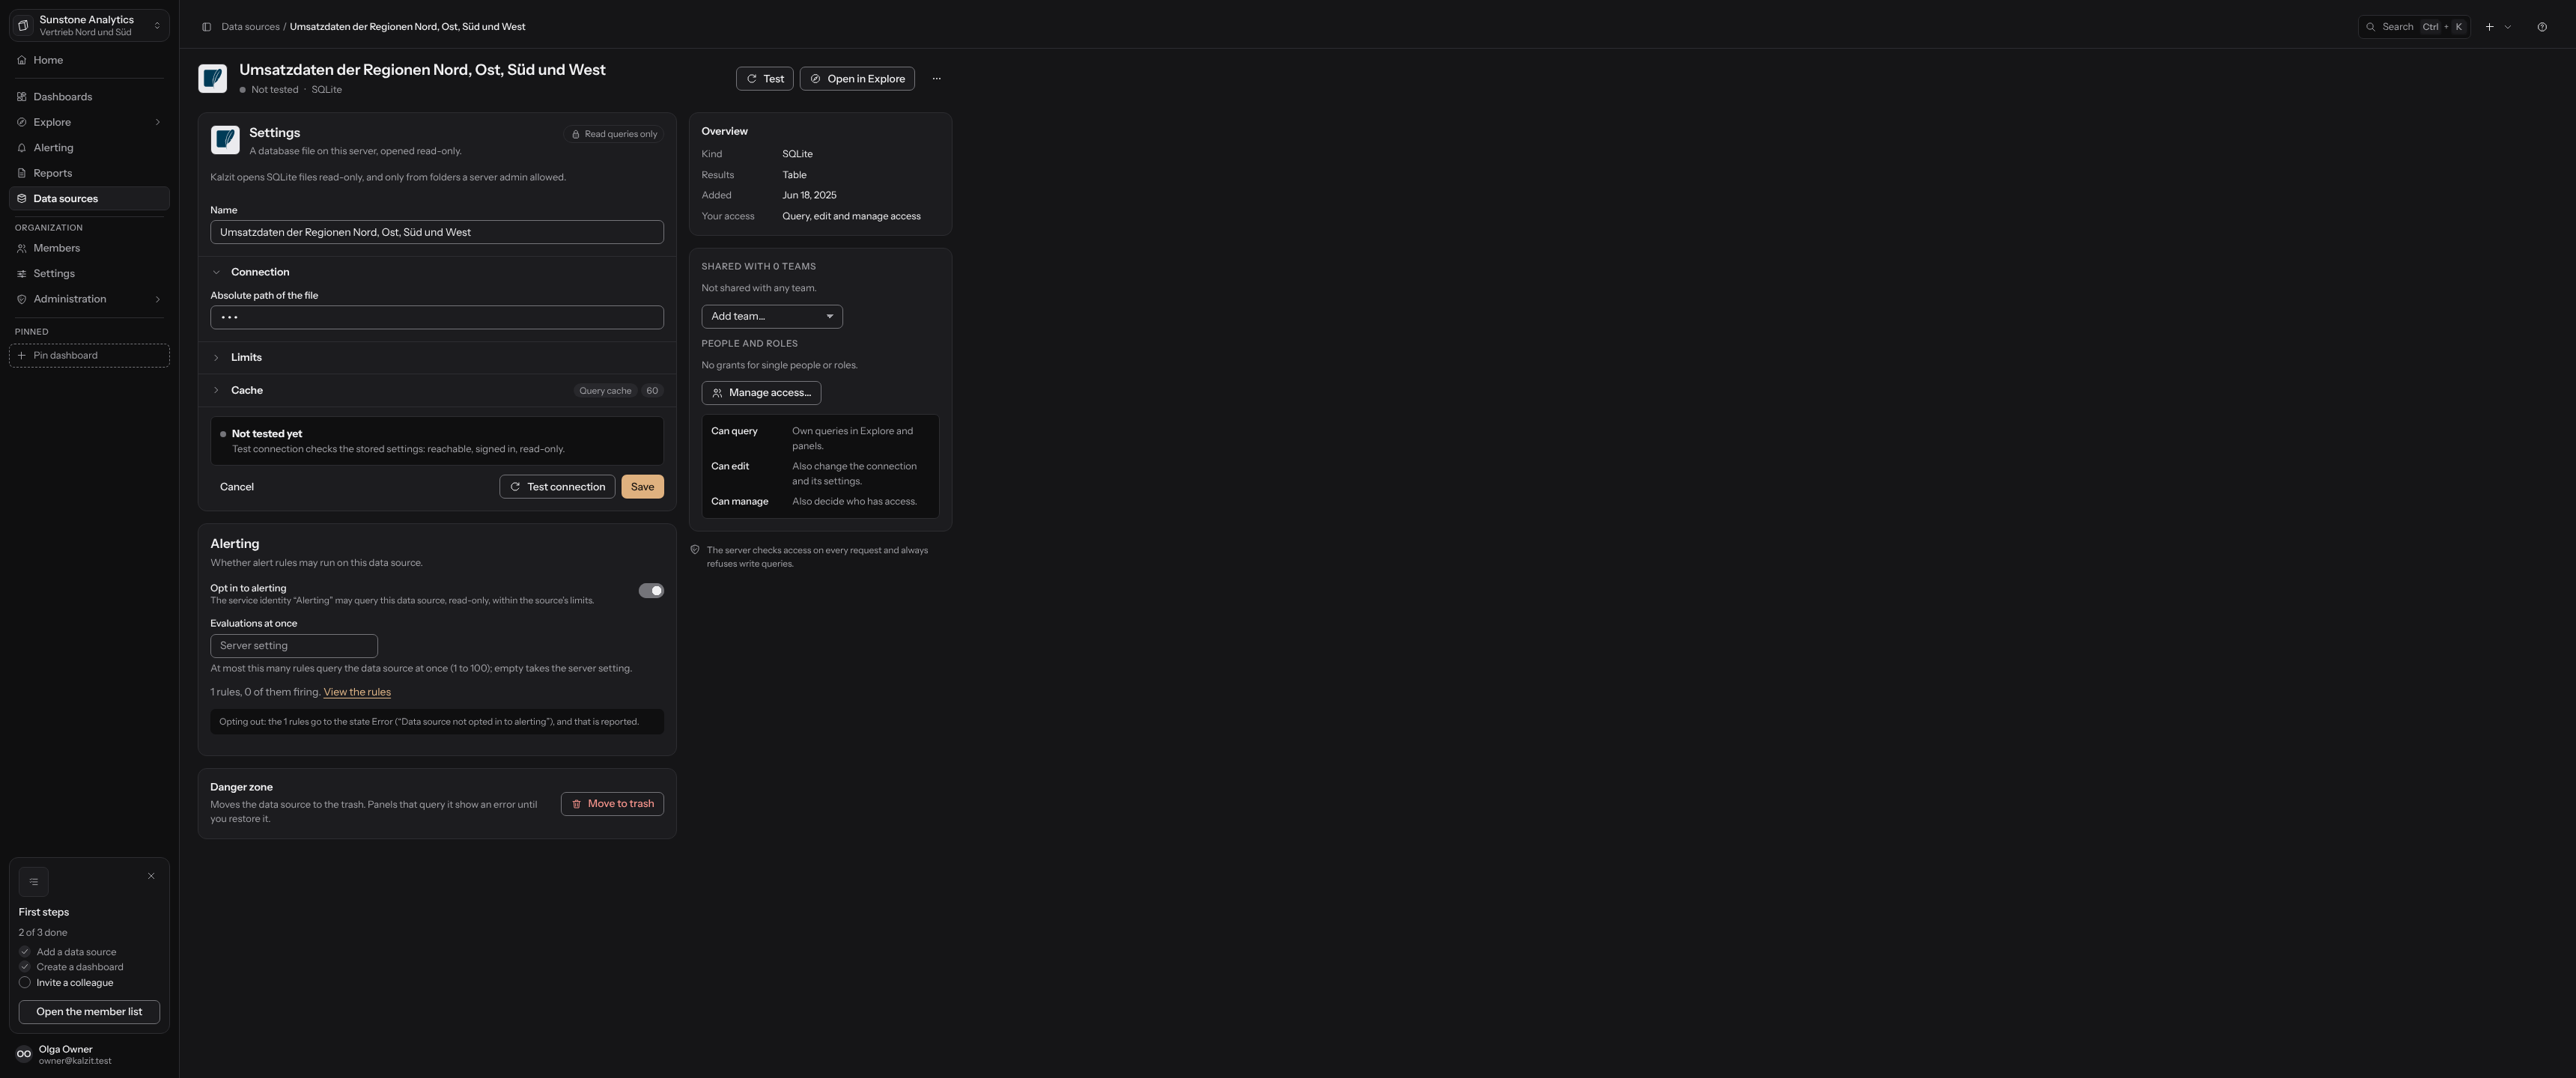 Sunstone Analytics
Vertrieb Nord und Süd
Home
Dashboards
Explore
Alerting
Reports
Data sources
ORGANIZATION
Members
Settings
Administration
PINNED
Pin dashboard
First steps
2 of 3 done
Add a data source
Create a dashboard
Invite a colleague
Open the member list
OO
Olga Owner
owner@kalzit.test
Data sources / Umsatzdaten der Regionen Nord, Ost, Süd und West
Search Ctrl + K
Umsatzdaten der Regionen Nord, Ost, Süd und West
Not tested · SQLite
Test
Open in Explore
Settings
A database file on this server, opened read-only.
Read queries only
Kalzit opens SQLite files read-only, and only from folders a server admin allowed.
Name
Umsatzdaten der Regionen Nord, Ost, Süd und West
Connection
Absolute path of the file
•••
Limits
Cache
Query cache 60
Not tested yet
Test connection checks the stored settings: reachable, signed in, read-only.
Cancel
Test connection
Save
Alerting
Whether alert rules may run on this data source.
Opt in to alerting
The service identity “Alerting” may query this data source, read-only, within the source's limits.
Evaluations at once
Server setting
At most this many rules query the data source at once (1 to 100); empty takes the server setting.
1 rules, 0 of them firing. View the rules
Opting out: the 1 rules go to the state Error (“Data source not opted in to alerting”), and that is reported.
Danger zone
Moves the data source to the trash. Panels that query it show an error until
you restore it.
Move to trash
Overview
Kind SQLite
Results Table
Added Jun 18, 2025
Your access Query, edit and manage access
SHARED WITH 0 TEAMS
Not shared with any team.
Add team...
PEOPLE AND ROLES
No grants for single people or roles.
Manage access...
Can query Own queries in Explore and
panels.
Can edit Also change the connection
and its settings.
Can manage Also decide who has access.
The server checks access on every request and always
refuses write queries.